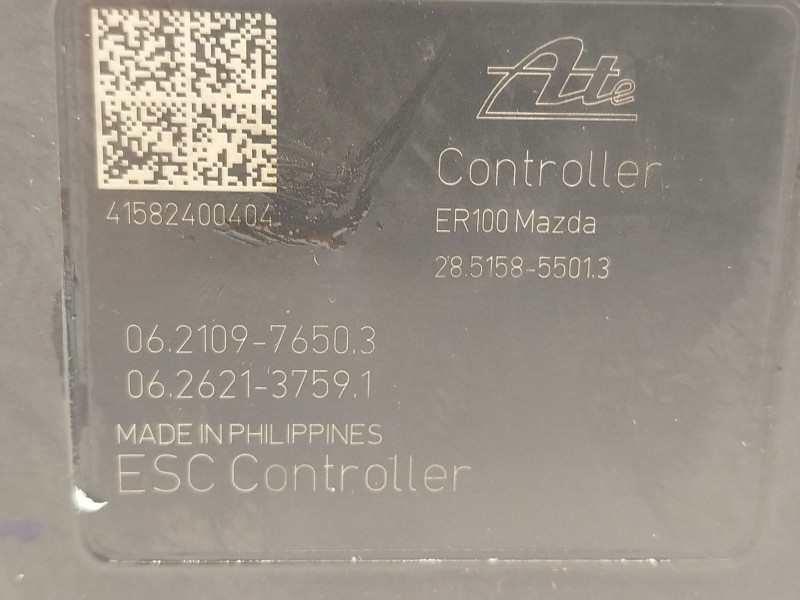 Ate
41582400404
Controller
ER100 Mazda
28.5158-5501.3
06.2109-7650.3
06.2621-3759.1
MADE IN PHILIPPINES
ESC Controller